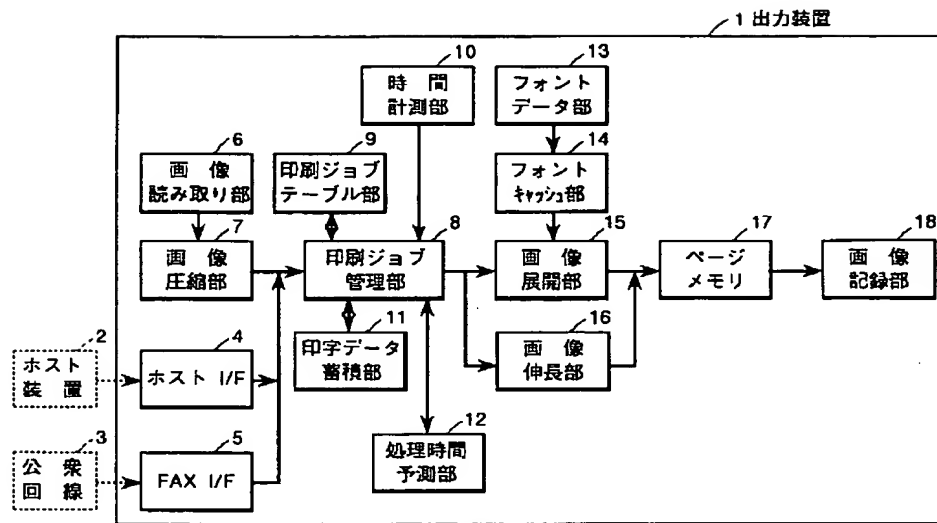 1 出力装置
10
時間
計測部
13
フォント
データ部
6
画像
読み取り部
9
印刷ジョブ
テーブル部
14
フォント
キャッシュ部
7
画像
圧縮部
8
印刷ジョブ
管理部
15
画像
展開部
17
ページ
メモリ
18
画像
記録部
2
ホスト
装置
4
ホスト I/F
11
印字データ
蓄積部
16
画像
伸長部
3
公衆
回線
5
FAX I/F
12
処理時間
予測部